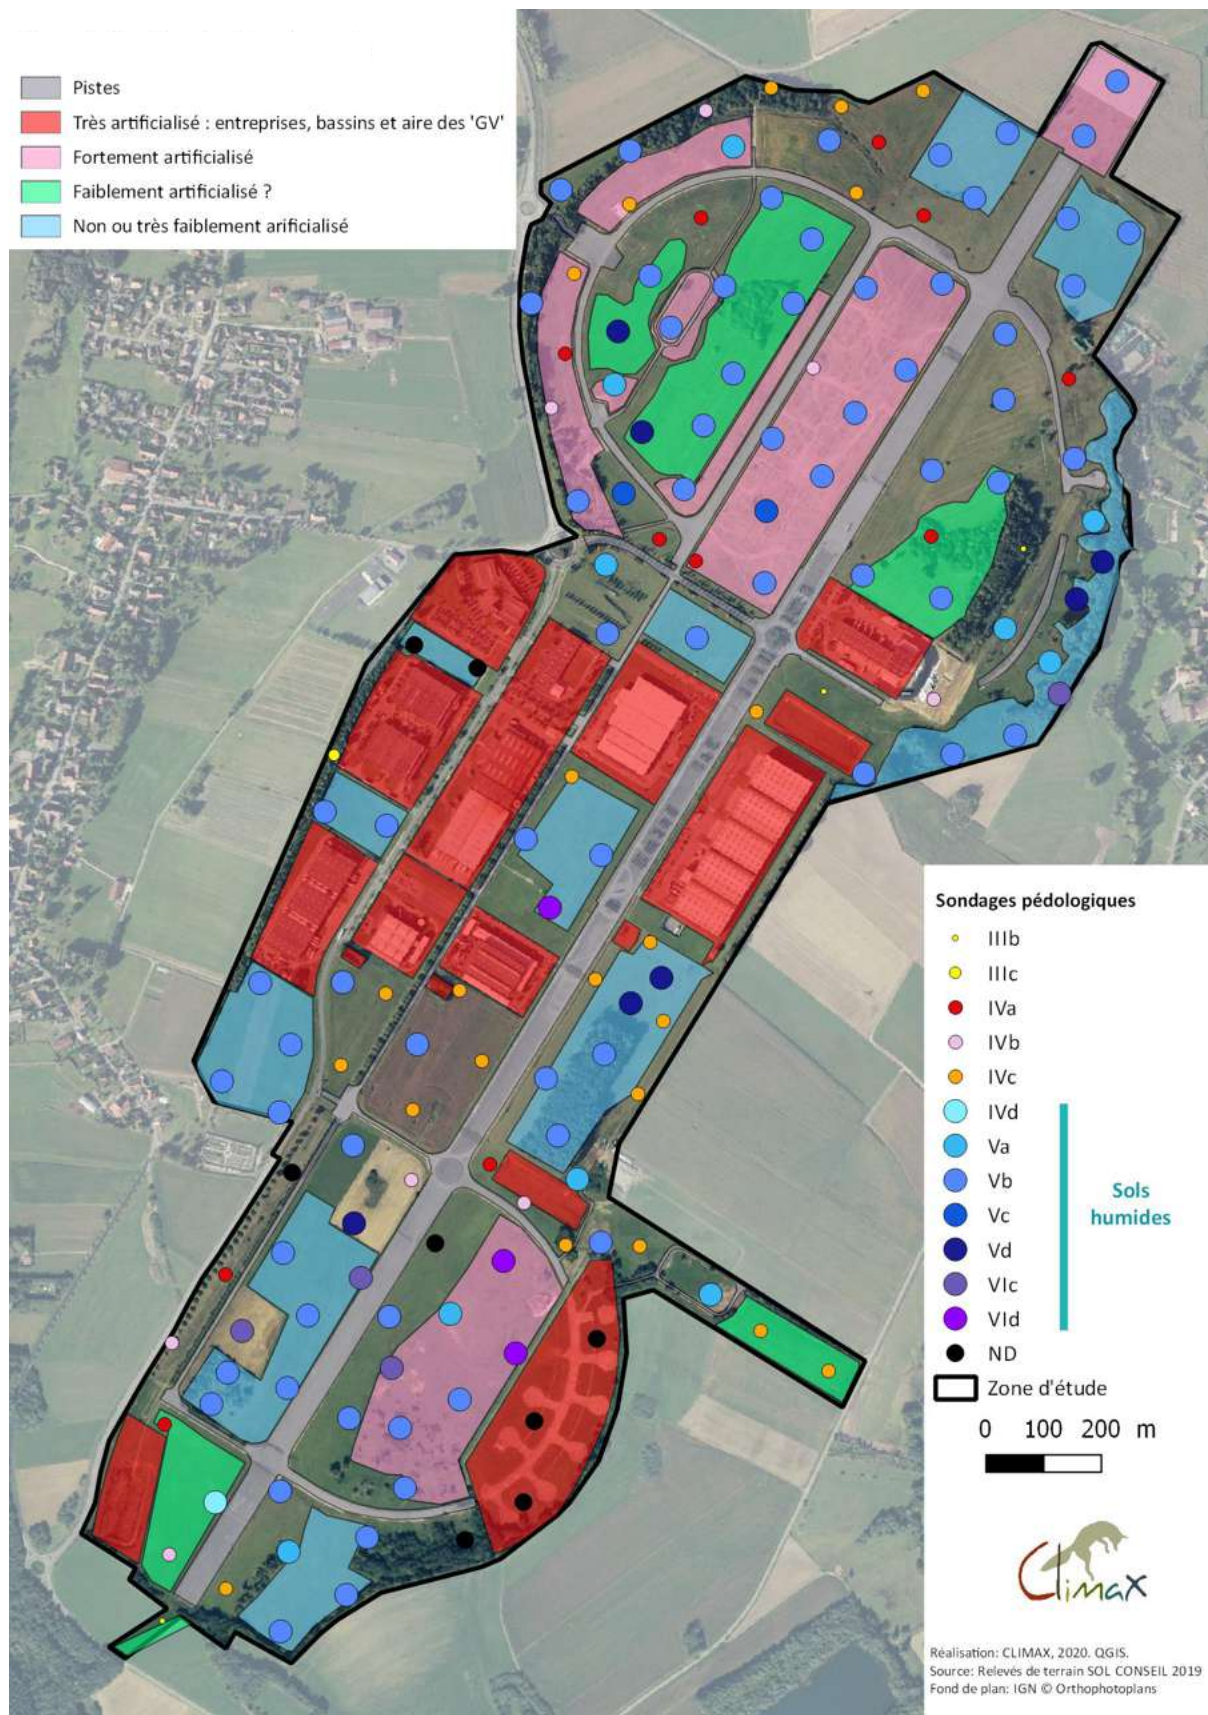 Pistes
Très artificialisé : entreprises, bassins et aire des 'GV'
Fortement artificialisé
Faiblement artificialisé ?
Non ou très faiblement arificialisé
Sondages pédologiques
IIIb
IIIc
IVa
IVb
IVc
IVd
Va
Vb
Vc
Vd
VIc
VId
ND
Sols
humides
Zone d'étude
0 100 200 m
Climax
Réalisation: CLIMAX, 2020. QGIS.
Source: Relevés de terrain SOL CONSEIL 2019
Fond de plan: IGN © Orthophotoplans